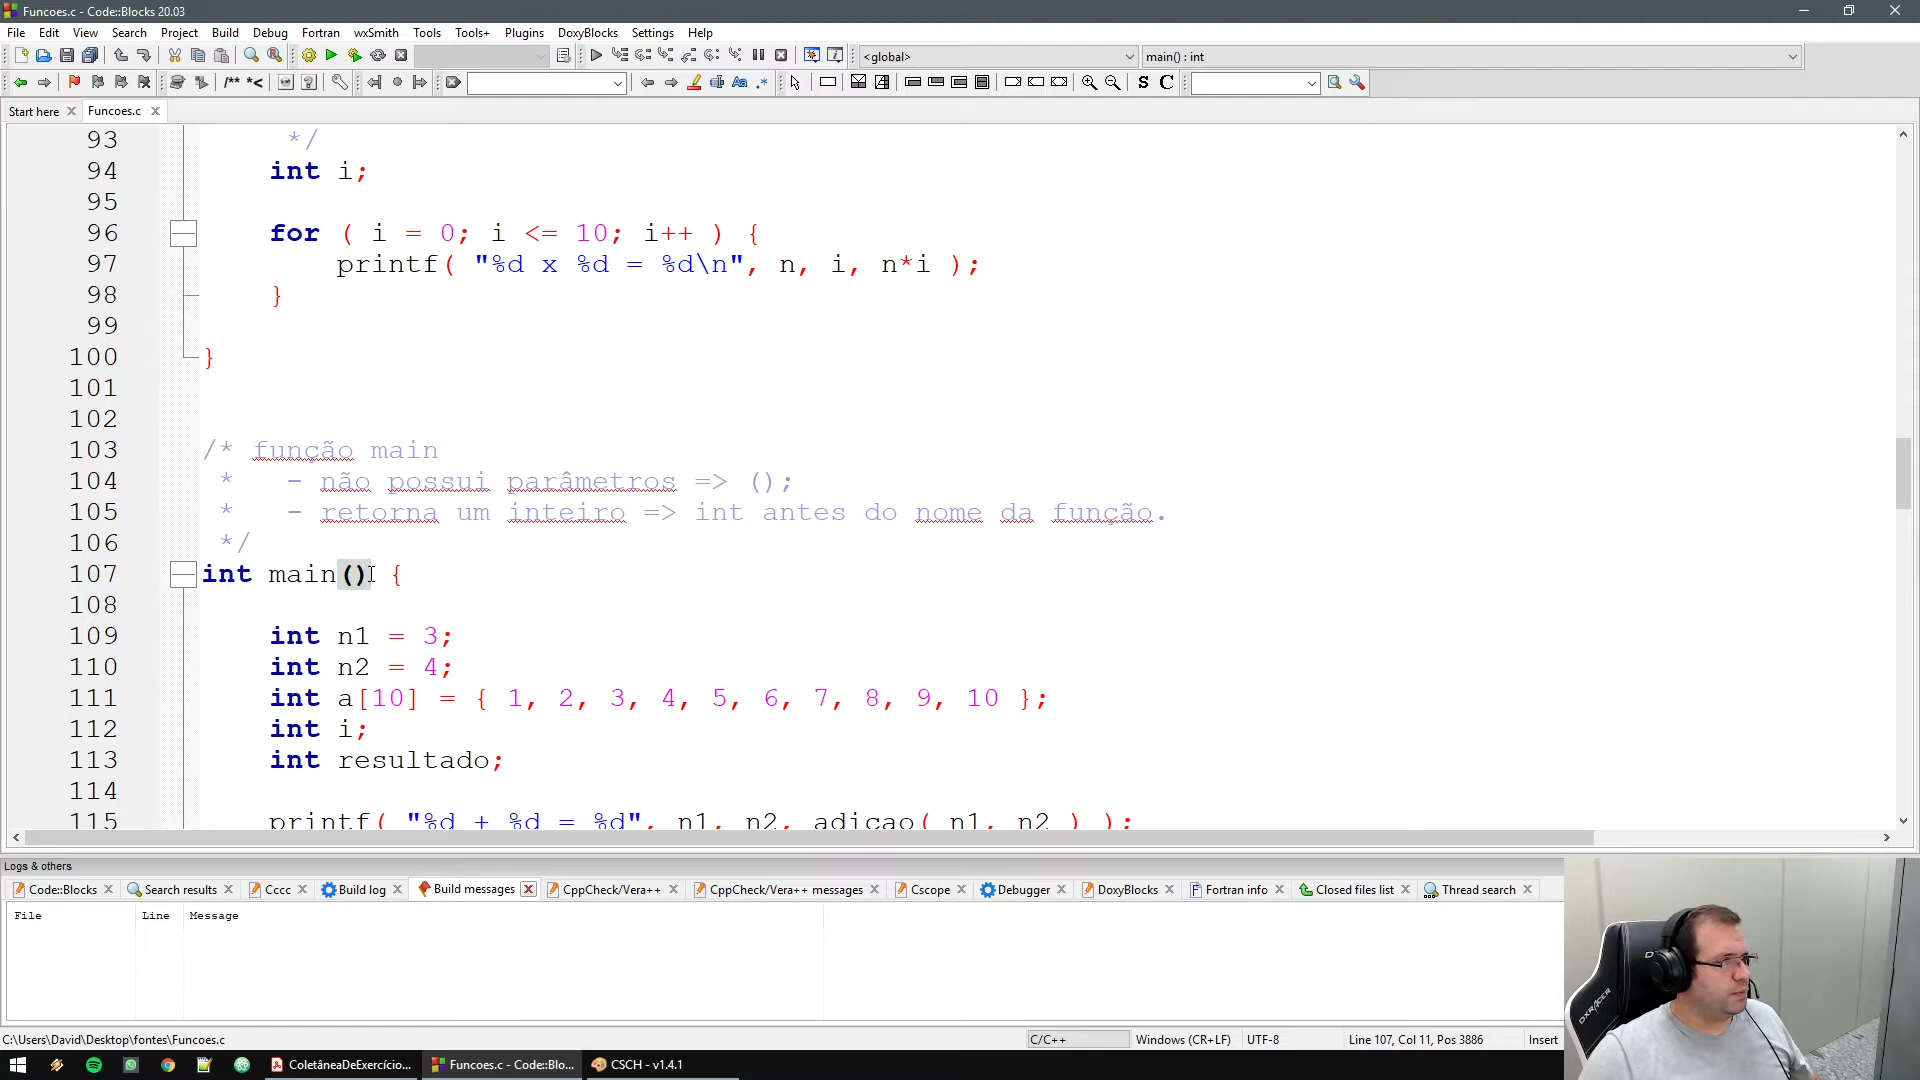 Funcoes.c - Code::Blocks 20.03
File Edit View Search Project Build Debug Fortran wxSmith Tools Tools+ Plugins DoxyBlocks Settings Help
<global> main() : int
/** *< Aa .* S C
Start here Funcoes.c
93 */
94 int i;
95
96 for ( i = 0; i <= 10; i++ ) {
97 printf( "%d x %d = %d\n", n, i, n*i );
98 }
99
100 }
101
102
103 /* função main
104 * - não possui parâmetros => ();
105 * - retorna um inteiro => int antes do nome da função.
106 */
107 int main() {
108
109 int n1 = 3;
110 int n2 = 4;
111 int a[10] = { 1, 2, 3, 4, 5, 6, 7, 8, 9, 10 };
112 int i;
113 int resultado;
114
115 printf( "%d + %d = %d", n1, n2, adicao( n1, n2 ) );
Logs & others
Code::Blocks Search results Cccc Build log Build messages CppCheck/Vera++ CppCheck/Vera++ messages Cscope Debugger DoxyBlocks Fortran info Closed files list Thread search
File Line Message
DXRACER
C:\Users\David\Desktop\fontes\Funcoes.c C/C++ Windows (CR+LF) UTF-8 Line 107, Col 11, Pos 3886 Insert
ColetâneaDeExercício... Funcoes.c - Code::Blo... CSCH - v1.4.1